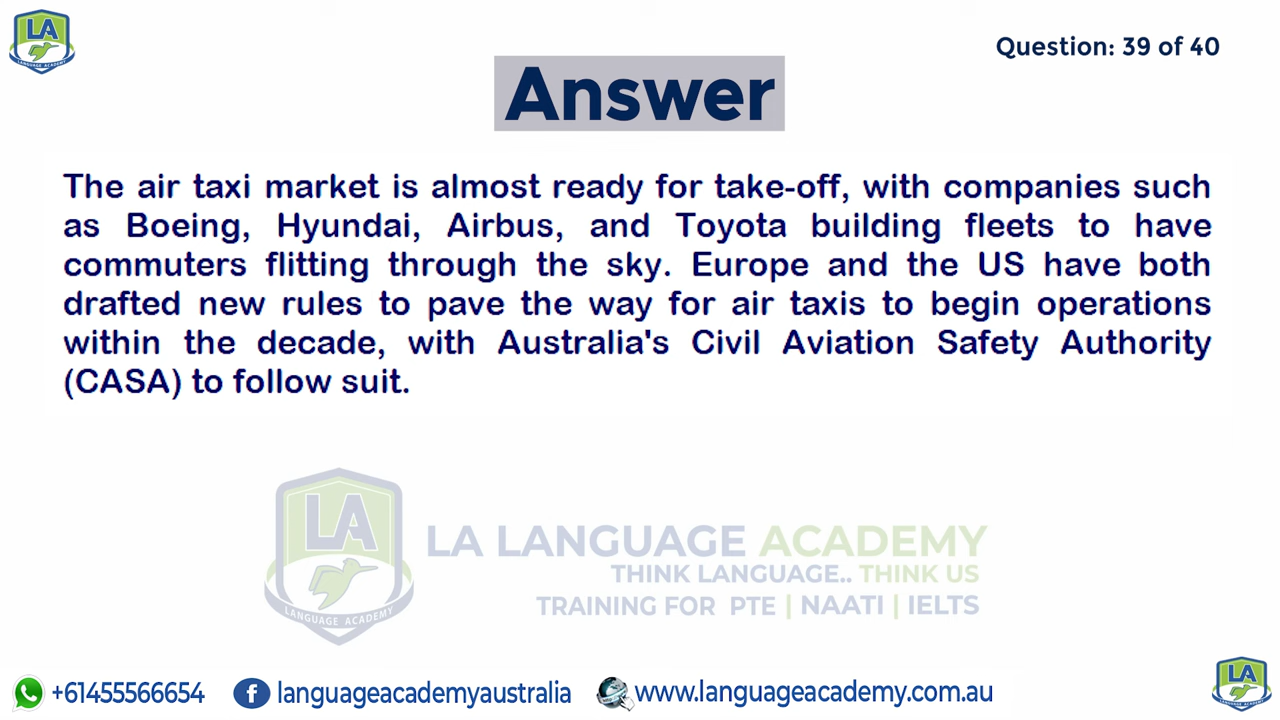 LA
LANGUAGE ACADEMY
Question: 39 of 40
Answer
The air taxi market is almost ready for take-off, with companies such
as Boeing, Hyundai, Airbus, and Toyota building fleets to have
commuters flitting through the sky. Europe and the US have both
drafted new rules to pave the way for air taxis to begin operations
within the decade, with Australia's Civil Aviation Safety Authority
(CASA) to follow suit.
LA
LANGUAGE ACADEMY
LA LANGUAGE ACADEMY
THINK LANGUAGE.. THINK US
TRAINING FOR PTE | NAATI | IELTS
+61455566654 languageacademyaustralia www.languageacademy.com.au
LA
LANGUAGE ACADEMY